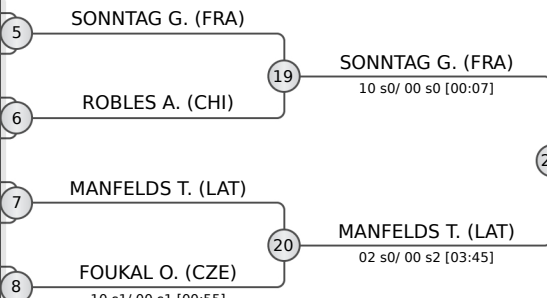 SONNTAG G. (FRA)
5
19
SONNTAG G. (FRA)
10 s0/ 00 s0 [00:07]
ROBLES A. (CHI)
6
MANFELDS T. (LAT)
7
20
MANFELDS T. (LAT)
02 s0/ 00 s2 [03:45]
FOUKAL O. (CZE)
8